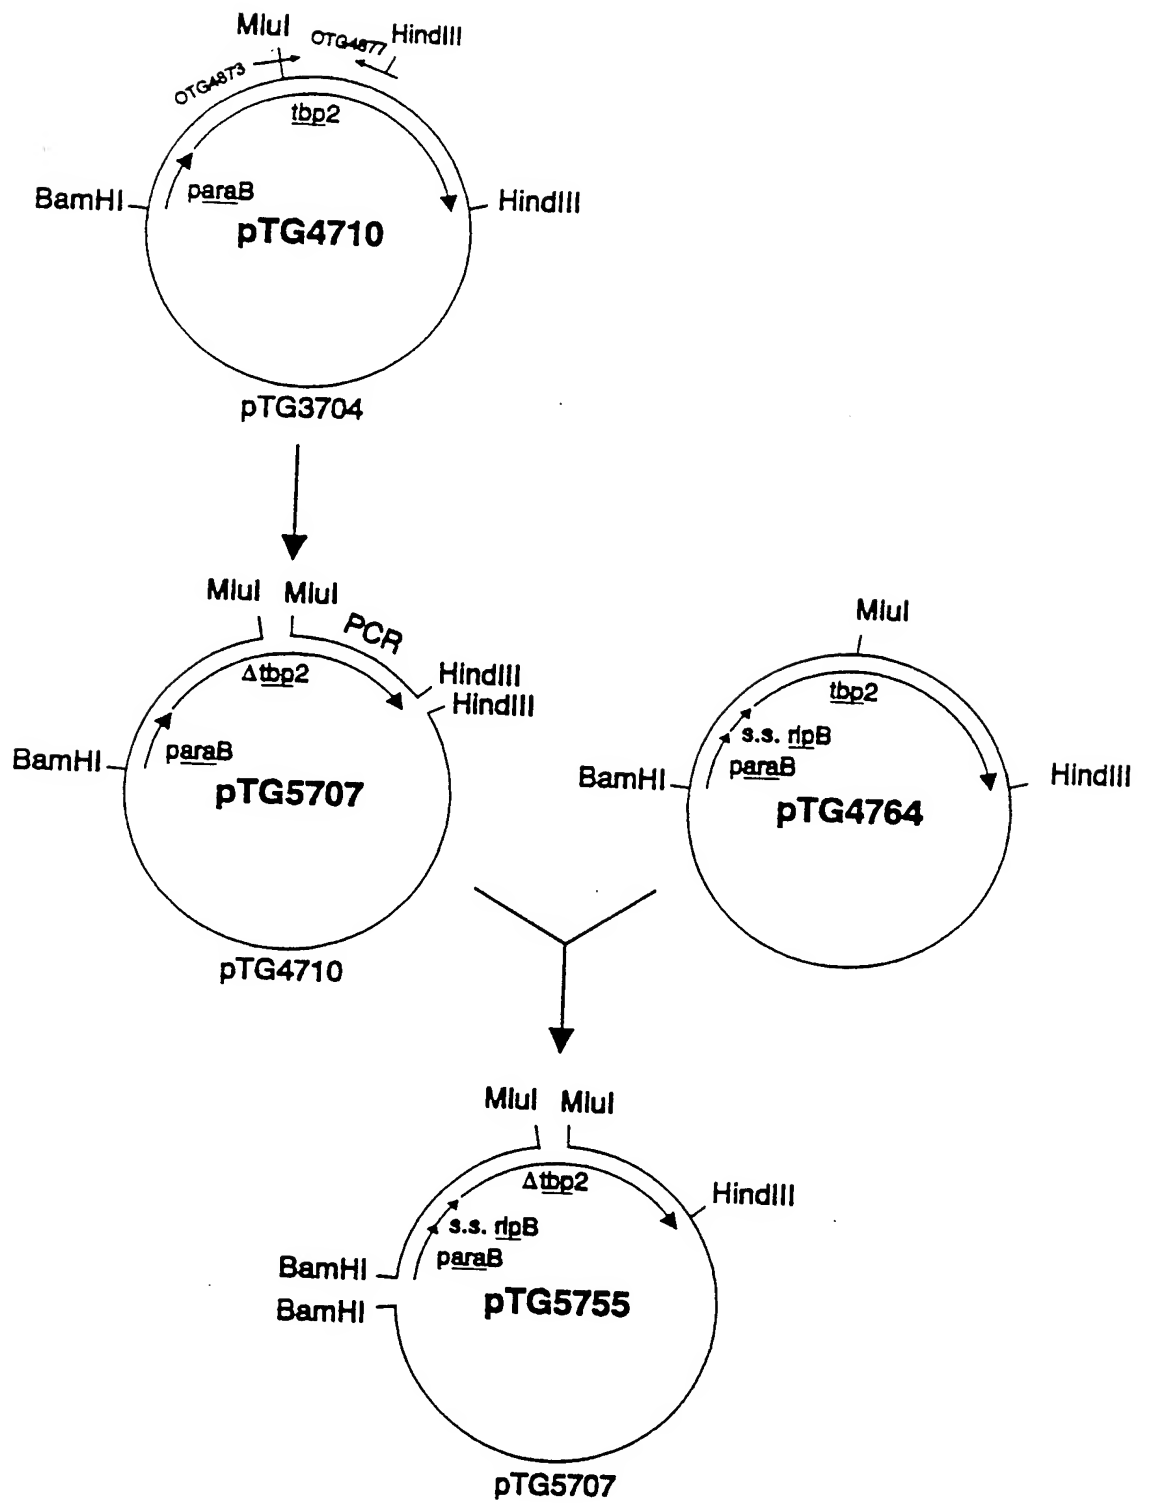 MluI
OTG4877
HindIII
OTG4873
tbp2
BamHI
paraB
HindIII
pTG4710
pTG3704
MluI MluI
PCR
Δtbp2
HindIII
HindIII
BamHI
paraB
pTG5707
pTG4710
MluI
tbp2
s.s. rlpB
paraB
BamHI
HindIII
pTG4764
MluI MluI
Δtbp2
HindIII
s.s. rlpB
paraB
BamHI
BamHI
pTG5755
pTG5707